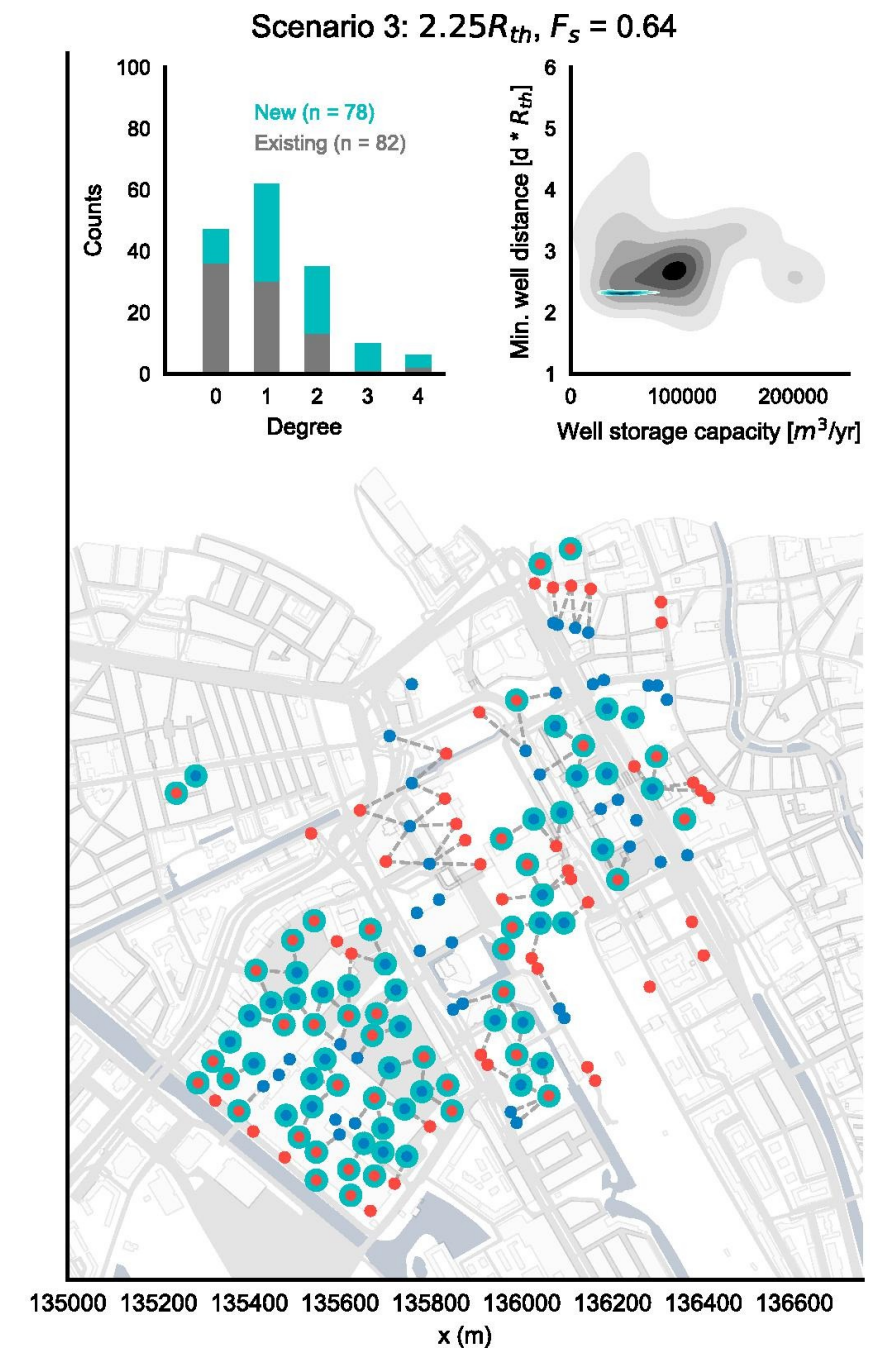 Scenario 3: 2.25R_th, F_s = 0.64
100
80
60
40
20
0
Counts
New (n = 78)
Existing (n = 82)
0 1 2 3 4
Degree
6
5
4
3
2
1
Min. well distance [d * R_th]
0 100000 200000
Well storage capacity [m³/yr]
135000 135200 135400 135600 135800 136000 136200 136400 136600
x (m)